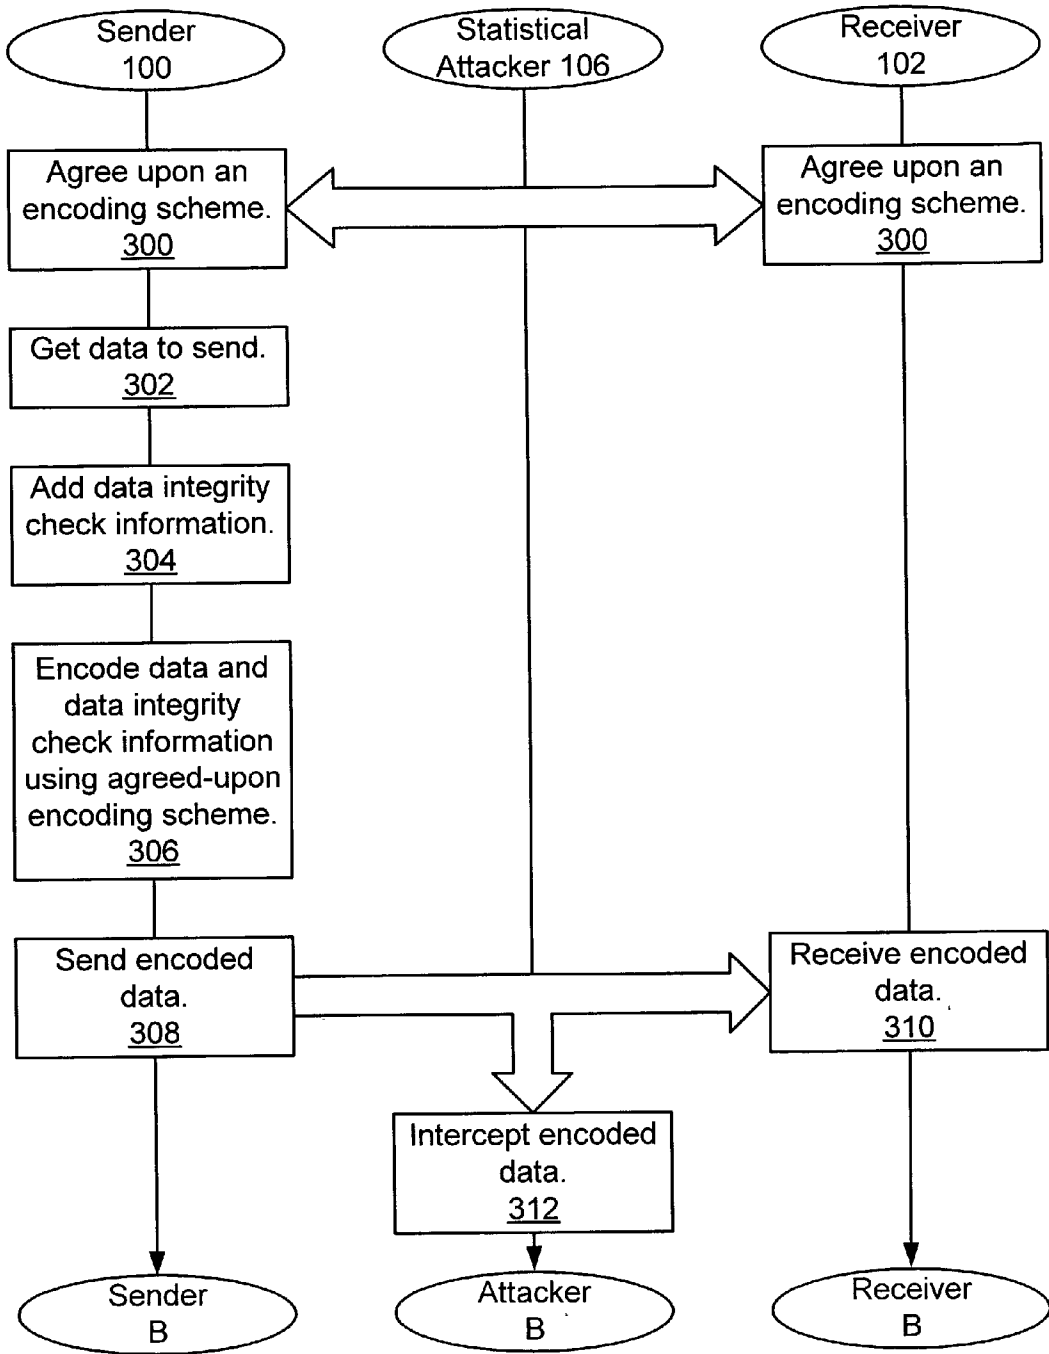 Sender
100
Statistical
Attacker 106
Receiver
102
Agree upon an
encoding scheme.
300
Agree upon an
encoding scheme.
300
Get data to send.
302
Add data integrity
check information.
304
Encode data and
data integrity
check information
using agreed-upon
encoding scheme.
306
Send encoded
data.
308
Receive encoded
data.
310
Intercept encoded
data.
312
Sender
B
Attacker
B
Receiver
B